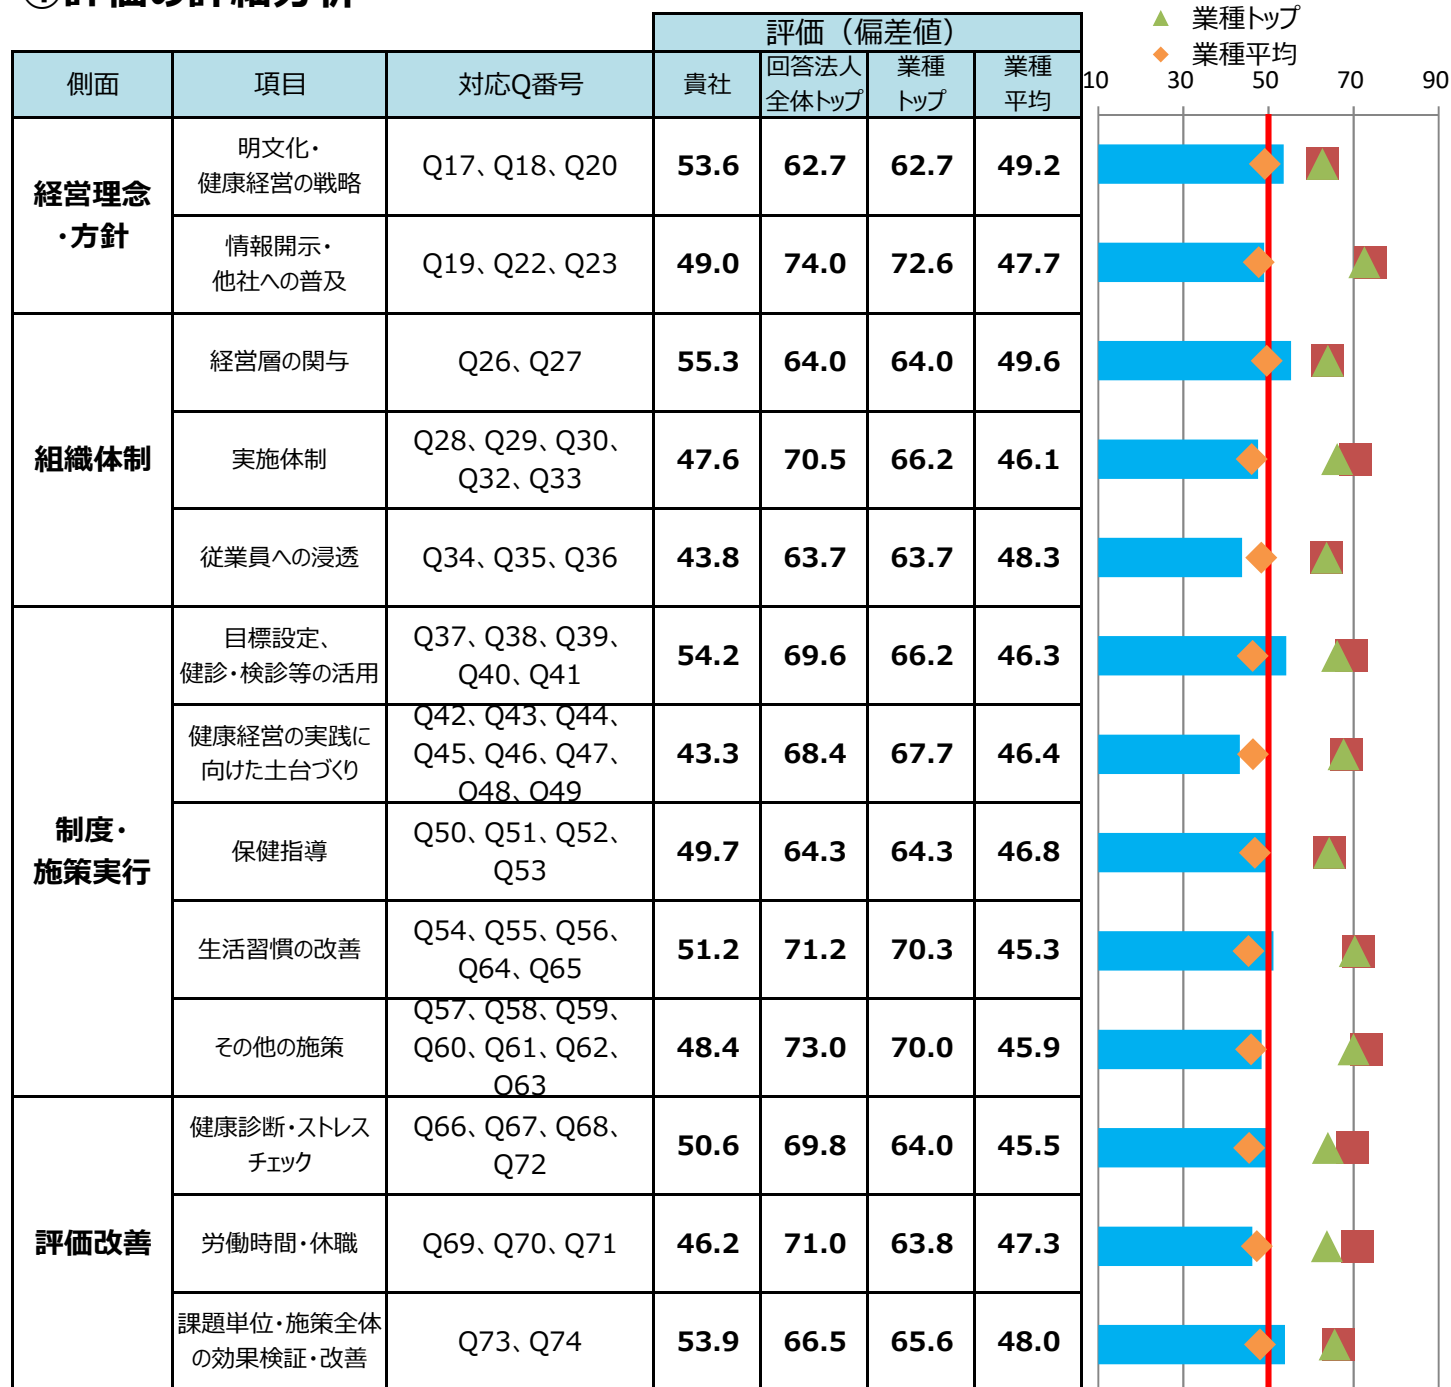 ①評価の詳細分析
▲ 業種トップ
◆ 業種平均
評価（偏差値）
側面 項目 対応Q番号 貴社 回答法人 業種 業種
全体トップ トップ 平均
10 30 50 70 90
経営理念
・方針
明文化・
健康経営の戦略
Q17、Q18、Q20 53.6 62.7 62.7 49.2
情報開示・
他社への普及
Q19、Q22、Q23 49.0 74.0 72.6 47.7
組織体制
経営層の関与 Q26、Q27 55.3 64.0 64.0 49.6
実施体制
Q28、Q29、Q30、
Q32、Q33
47.6 70.5 66.2 46.1
従業員への浸透 Q34、Q35、Q36 43.8 63.7 63.7 48.3
制度・
施策実行
目標設定、
健診・検診等の活用
Q37、Q38、Q39、
Q40、Q41
54.2 69.6 66.2 46.3
健康経営の実践に
向けた土台づくり
Q42、Q43、Q44、
Q45、Q46、Q47、
Q48、Q49
43.3 68.4 67.7 46.4
保健指導
Q50、Q51、Q52、
Q53
49.7 64.3 64.3 46.8
生活習慣の改善
Q54、Q55、Q56、
Q64、Q65
51.2 71.2 70.3 45.3
その他の施策
Q57、Q58、Q59、
Q60、Q61、Q62、
Q63
48.4 73.0 70.0 45.9
評価改善
健康診断・ストレス
チェック
Q66、Q67、Q68、
Q72
50.6 69.8 64.0 45.5
労働時間・休職 Q69、Q70、Q71 46.2 71.0 63.8 47.3
課題単位・施策全体
の効果検証・改善
Q73、Q74 53.9 66.5 65.6 48.0